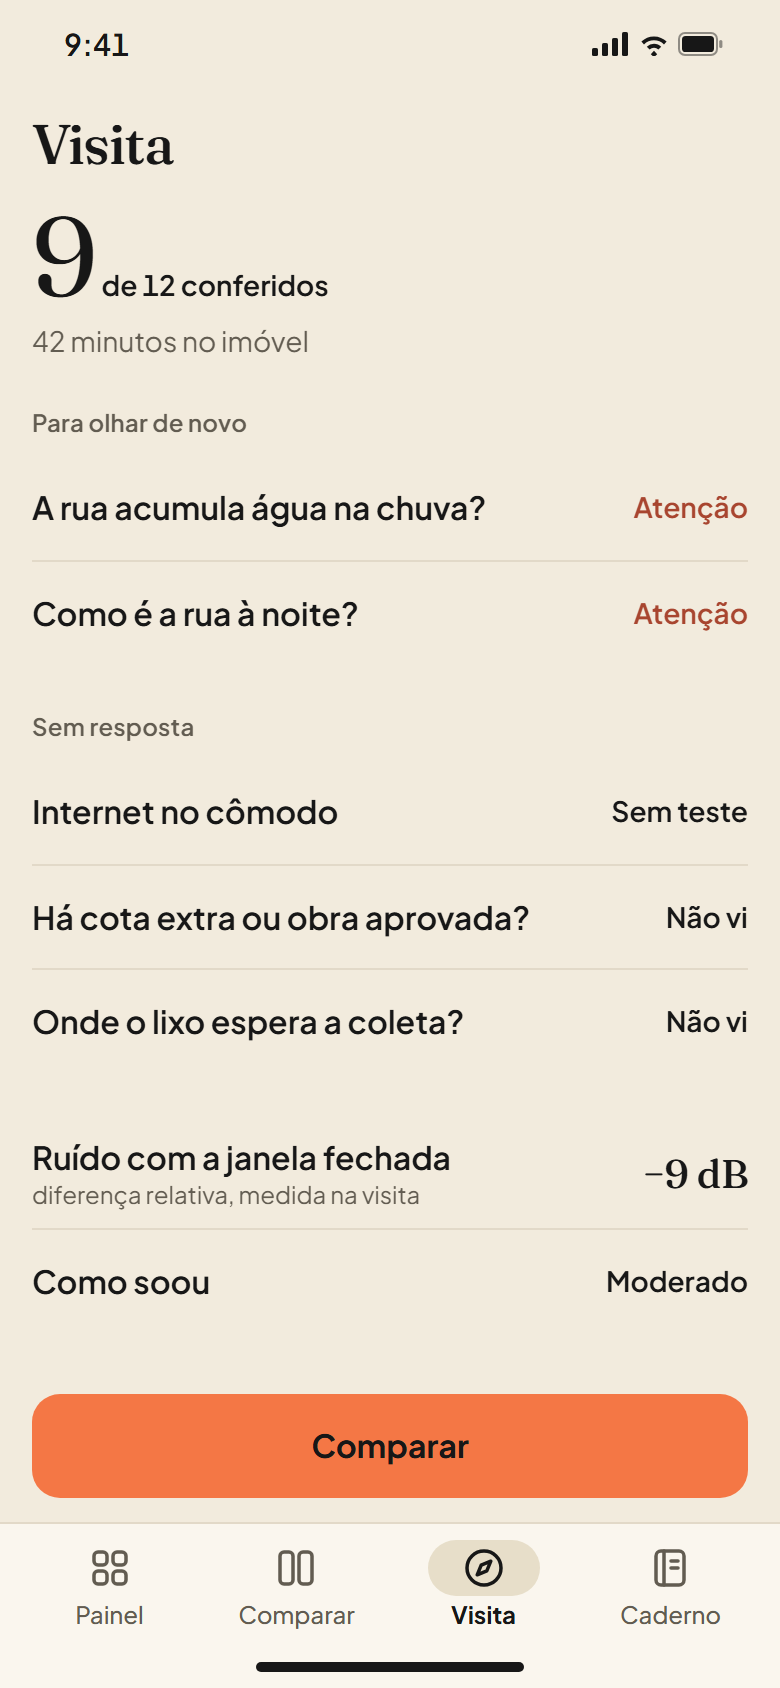 9:41
Visita
9 de 12 conferidos
42 minutos no imóvel
Para olhar de novo
A rua acumula água na chuva? Atenção
Como é a rua à noite? Atenção
Sem resposta
Internet no cômodo Sem teste
Há cota extra ou obra aprovada? Não vi
Onde o lixo espera a coleta? Não vi
Ruído com a janela fechada −9 dB
diferença relativa, medida na visita
Como soou Moderado
Comparar
Painel Comparar Visita Caderno